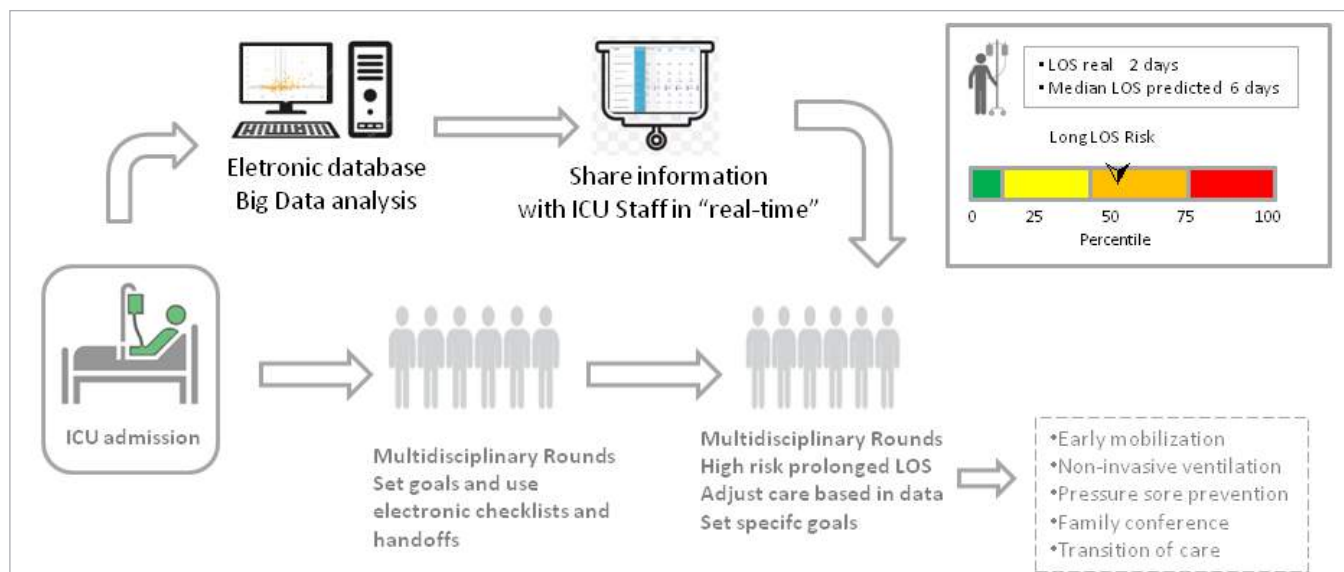 Eletronic database
Big Data analysis
Share information
with ICU Staff in "real-time"
▪ LOS real 2 days
▪ Median LOS predicted 6 days
Long LOS Risk
0 25 50 75 100
Percentile
ICU admission
Multidisciplinary Rounds
Set goals and use
electronic checklists and
handoffs
Multidisciplinary Rounds
High risk prolonged LOS
Adjust care based in data
Set specifc goals
•Early mobilization
•Non-invasive ventilation
•Pressure sore prevention
•Family conference
•Transition of care